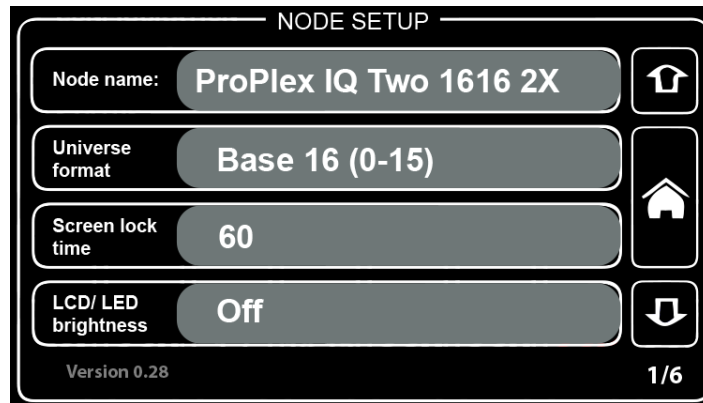 NODE SETUP
Node name:
ProPlex IQ Two 1616 2X
Universe
format
Base 16 (0-15)
Screen lock
time
60
LCD/ LED
brightness
Off
Version 0.28
1/6